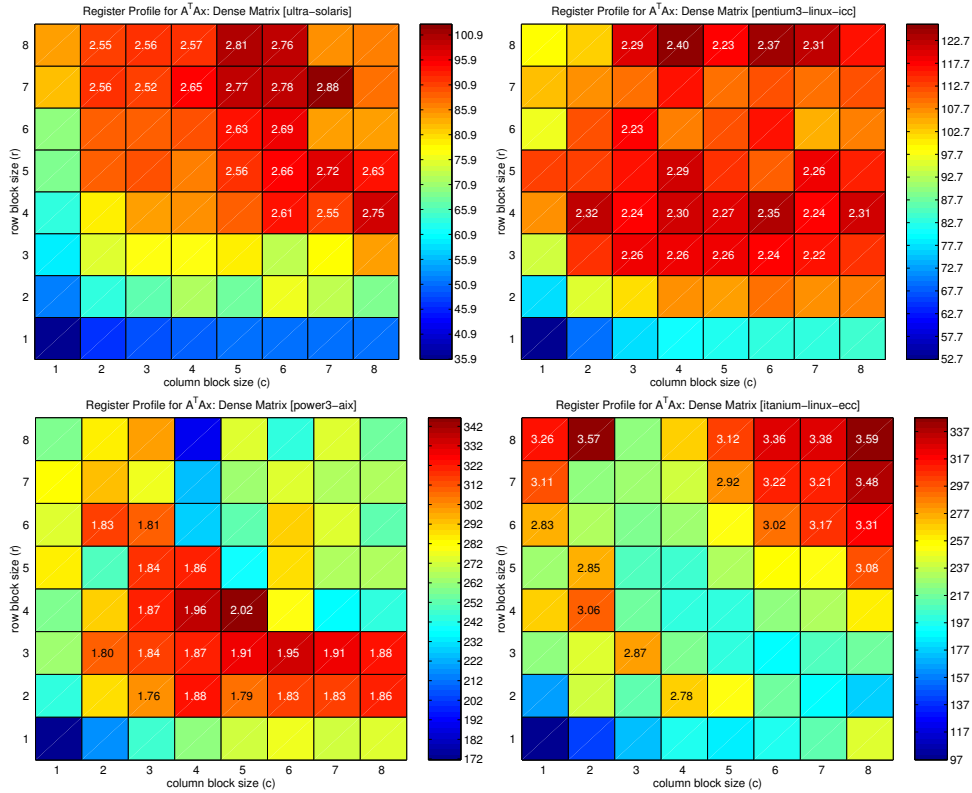 Register Profile for AᵀAx: Dense Matrix [ultra−solaris]
8 2.55 2.56 2.57 2.81 2.76
7 2.56 2.52 2.65 2.77 2.78 2.88
6 2.63 2.69
5 2.56 2.66 2.72 2.63
4 2.61 2.55 2.75
3
2
1
1 2 3 4 5 6 7 8
column block size (c)
row block size (r)
100.9
95.9
90.9
85.9
80.9
75.9
70.9
65.9
60.9
55.9
50.9
45.9
40.9
35.9
Register Profile for AᵀAx: Dense Matrix [pentium3−linux−icc]
8 2.29 2.40 2.23 2.37 2.31
7
6 2.23
5 2.29 2.26
4 2.32 2.24 2.30 2.27 2.35 2.24 2.31
3 2.26 2.26 2.26 2.24 2.22
2
1
1 2 3 4 5 6 7 8
column block size (c)
row block size (r)
122.7
117.7
112.7
107.7
102.7
97.7
92.7
87.7
82.7
77.7
72.7
67.7
62.7
57.7
52.7
Register Profile for AᵀAx: Dense Matrix [power3−aix]
8
7
6 1.83 1.81
5 1.84 1.86
4 1.87 1.96 2.02
3 1.80 1.84 1.87 1.91 1.95 1.91 1.88
2 1.76 1.88 1.79 1.83 1.83 1.86
1
1 2 3 4 5 6 7 8
column block size (c)
row block size (r)
342
332
322
312
302
292
282
272
262
252
242
232
222
212
202
192
182
172
Register Profile for AᵀAx: Dense Matrix [itanium−linux−ecc]
8 3.26 3.57 3.12 3.36 3.38 3.59
7 3.11 2.92 3.22 3.21 3.48
6 2.83 3.02 3.17 3.31
5 2.85 3.08
4 3.06
3 2.87
2 2.78
1
1 2 3 4 5 6 7 8
column block size (c)
row block size (r)
337
317
297
277
257
237
217
197
177
157
137
117
97